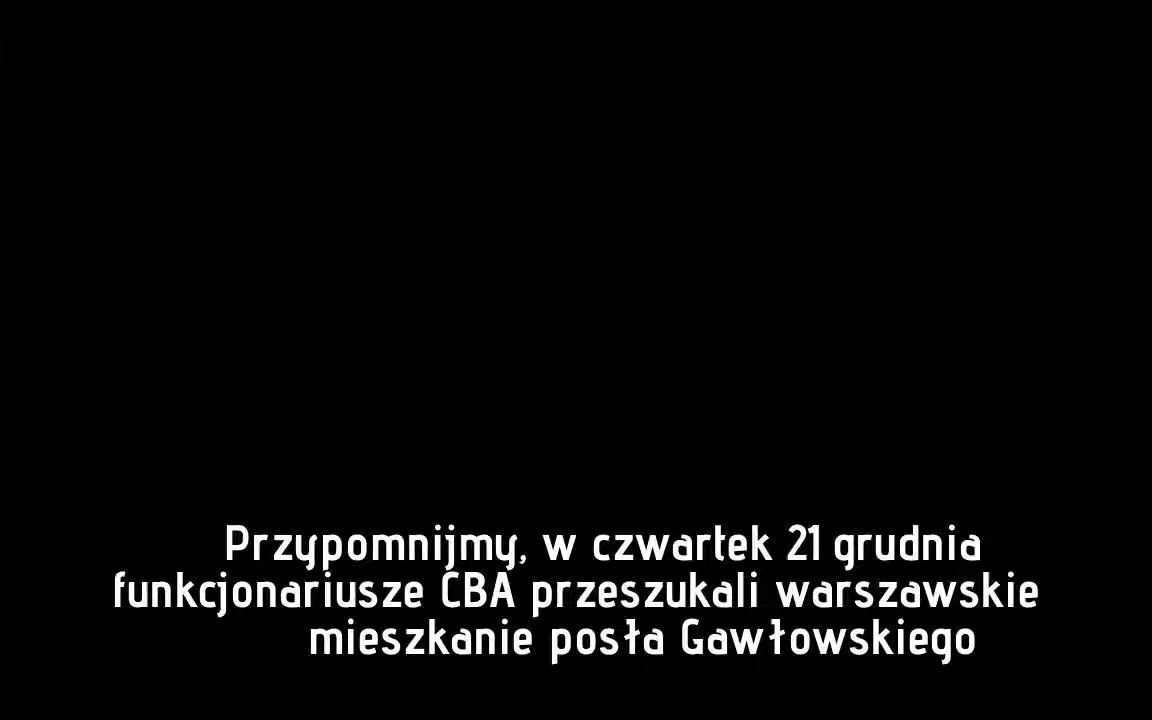 Przypomnijmy, w czwartek 21 grudnia
funkcjonariusze CBA przeszukali warszawskie
mieszkanie posła Gawłowskiego